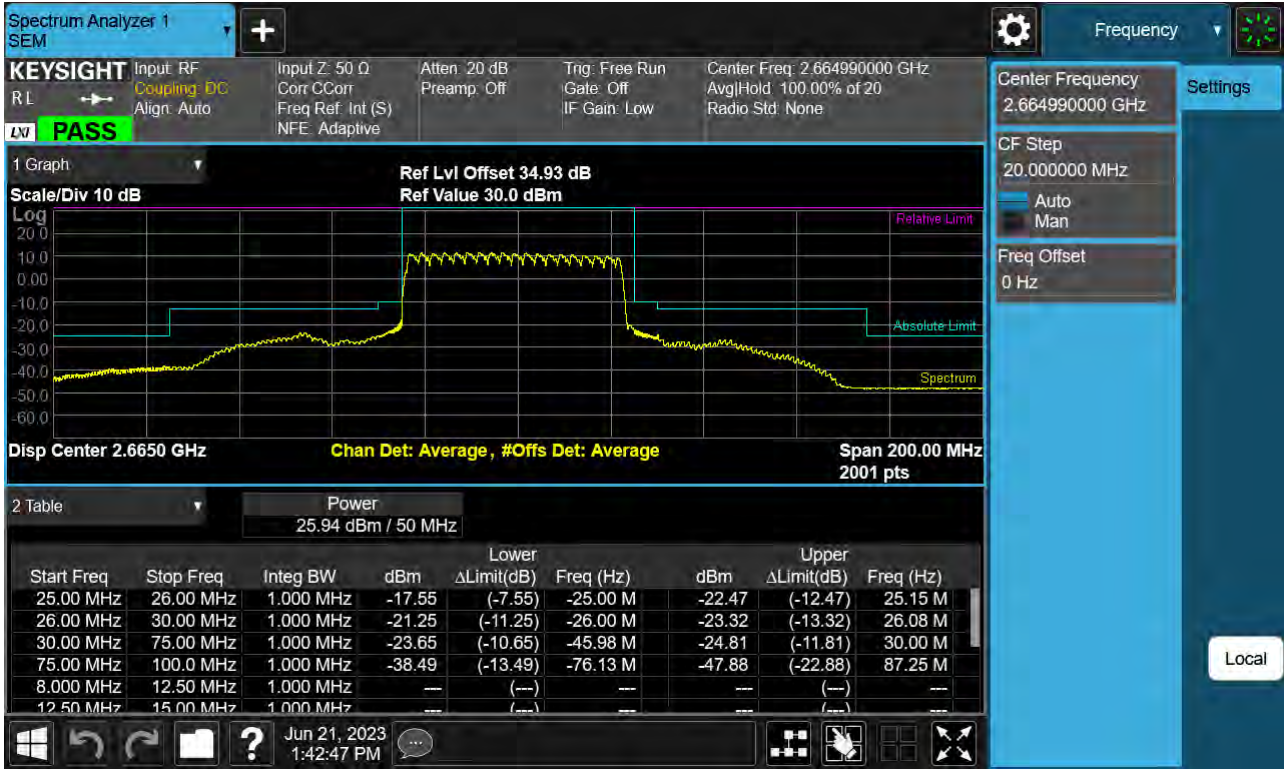 Spectrum Analyzer 1
SEM
Frequency
KEYSIGHT
R L
LXI
PASS
Input: RF
Coupling: DC
Align: Auto
Input Z: 50 Ω
Corr CCorr
Freq Ref: Int (S)
NFE: Adaptive
Atten: 20 dB
Preamp: Off
Trig: Free Run
Gate: Off
IF Gain: Low
Center Freq: 2.664990000 GHz
Avg|Hold: 100.00% of 20
Radio Std: None
Center Frequency
2.664990000 GHz
Settings
CF Step
20.000000 MHz
Auto
Man
Freq Offset
0 Hz
1 Graph
Scale/Div 10 dB
Ref Lvl Offset 34.93 dB
Ref Value 30.0 dBm
Log
20.0
10.0
0.00
-10.0
-20.0
-30.0
-40.0
-50.0
-60.0
Relative Limit
Absolute Limit
Spectrum
Disp Center 2.6650 GHz
Chan Det: Average, #Offs Det: Average
Span 200.00 MHz
2001 pts
2 Table
Power
25.94 dBm / 50 MHz
Lower Upper
Start Freq Stop Freq Integ BW dBm ΔLimit(dB) Freq (Hz) dBm ΔLimit(dB) Freq (Hz)
25.00 MHz 26.00 MHz 1.000 MHz -17.55 (-7.55) -25.00 M -22.47 (-12.47) 25.15 M
26.00 MHz 30.00 MHz 1.000 MHz -21.25 (-11.25) -26.00 M -23.32 (-13.32) 26.08 M
30.00 MHz 75.00 MHz 1.000 MHz -23.65 (-10.65) -45.98 M -24.81 (-11.81) 30.00 M
75.00 MHz 100.0 MHz 1.000 MHz -38.49 (-13.49) -76.13 M -47.88 (-22.88) 87.25 M
8.000 MHz 12.50 MHz 1.000 MHz --- (---) --- --- (---) ---
12.50 MHz 15.00 MHz 1.000 MHz --- (---) --- --- (---) ---
Local
Jun 21, 2023
1:42:47 PM